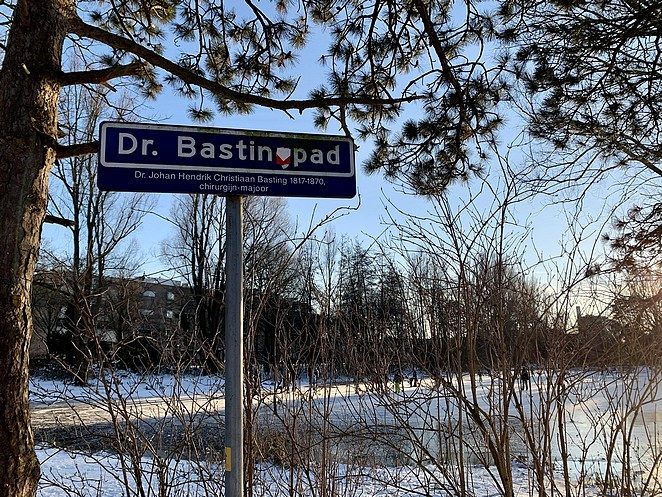 Dr. Bastin pad
Dr. Johan Hendrik Christiaan Basting 1817-1870,
chirurgijn-majoor